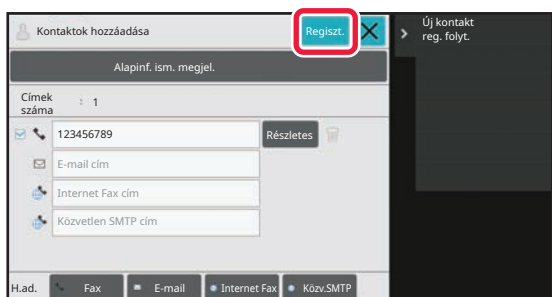 Kontaktok hozzáadása
Regiszt.
Új kontakt
reg. folyt.
Alapinf. ism. megjel.
Címek
száma : 1
123456789
Részletes
E-mail cím
Internet Fax cím
Közvetlen SMTP cím
H.ad.
Fax
E-mail
Internet Fax
Közv.SMTP